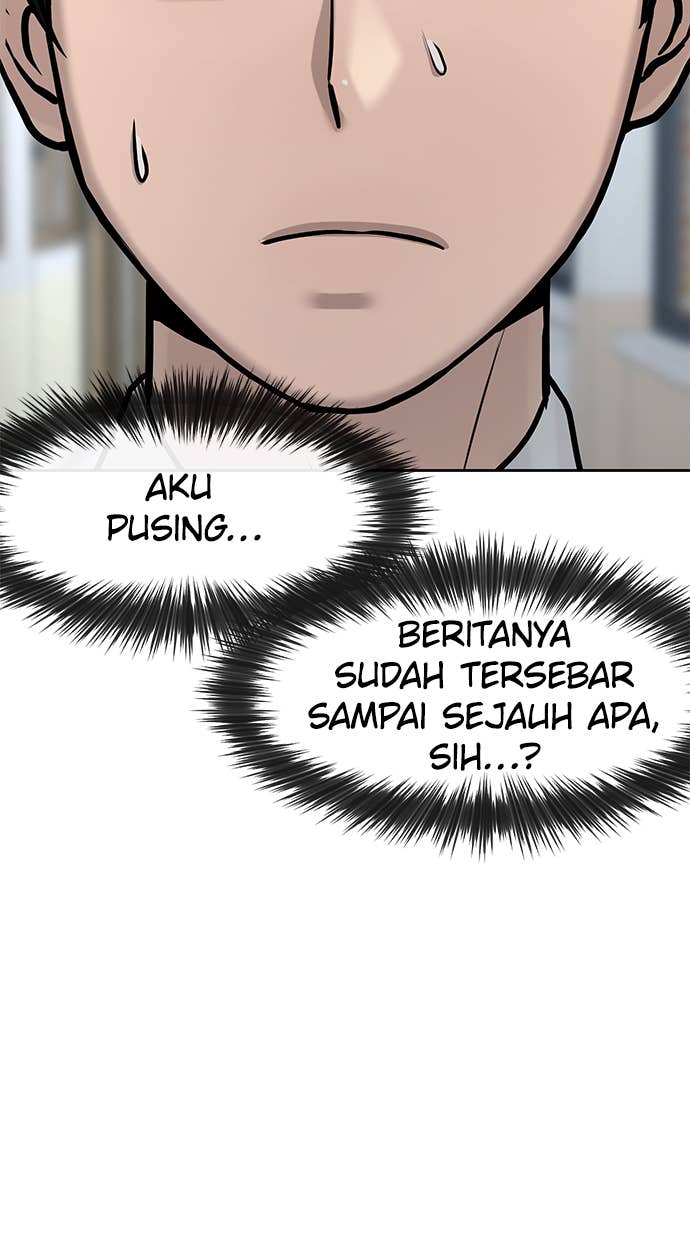 AKU
PUSING...
BERITANYA
SUDAH TERSEBAR
SAMPAI SEJAUH APA,
SIH...?